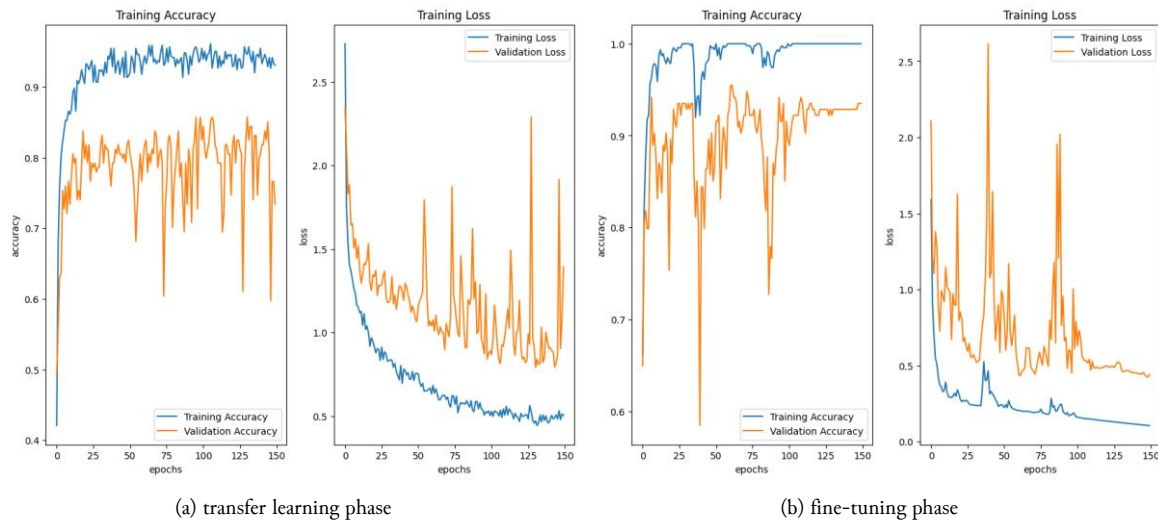 Training Accuracy
0.9
0.8
0.7
0.6
0.5
0.4
accuracy
0 25 50 75 100 125 150
epochs
Training Accuracy
Validation Accuracy
Training Loss
2.5
2.0
1.5
1.0
0.5
loss
0 25 50 75 100 125 150
epochs
Training Loss
Validation Loss
(a) transfer learning phase
Training Accuracy
1.0
0.9
0.8
0.7
0.6
accuracy
0 25 50 75 100 125 150
epochs
Training Accuracy
Validation Accuracy
Training Loss
2.5
2.0
1.5
1.0
0.5
0.0
loss
0 25 50 75 100 125 150
epochs
Training Loss
Validation Loss
(b) fine-tuning phase